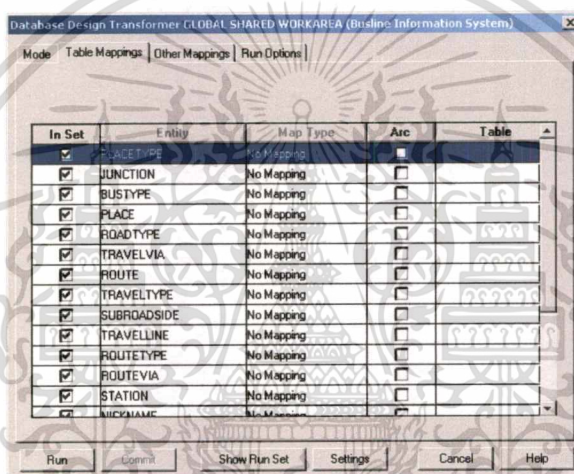 Database Design Transformer GLOBAL SHARED WORKAREA (Busline Information System)
Mode Table Mappings Other Mappings Run Options
In Set Entity Map Type Arc Table
PLACETYPE No Mapping
JUNCTION No Mapping
BUSTYPE No Mapping
PLACE No Mapping
ROADTYPE No Mapping
TRAVELVIA No Mapping
ROUTE No Mapping
TRAVELTYPE No Mapping
SUBROADSIDE No Mapping
TRAVELLINE No Mapping
ROUTETYPE No Mapping
ROUTEVIA No Mapping
STATION No Mapping
NICKNAME No Mapping
Run Commit Show Run Set Settings Cancel Help